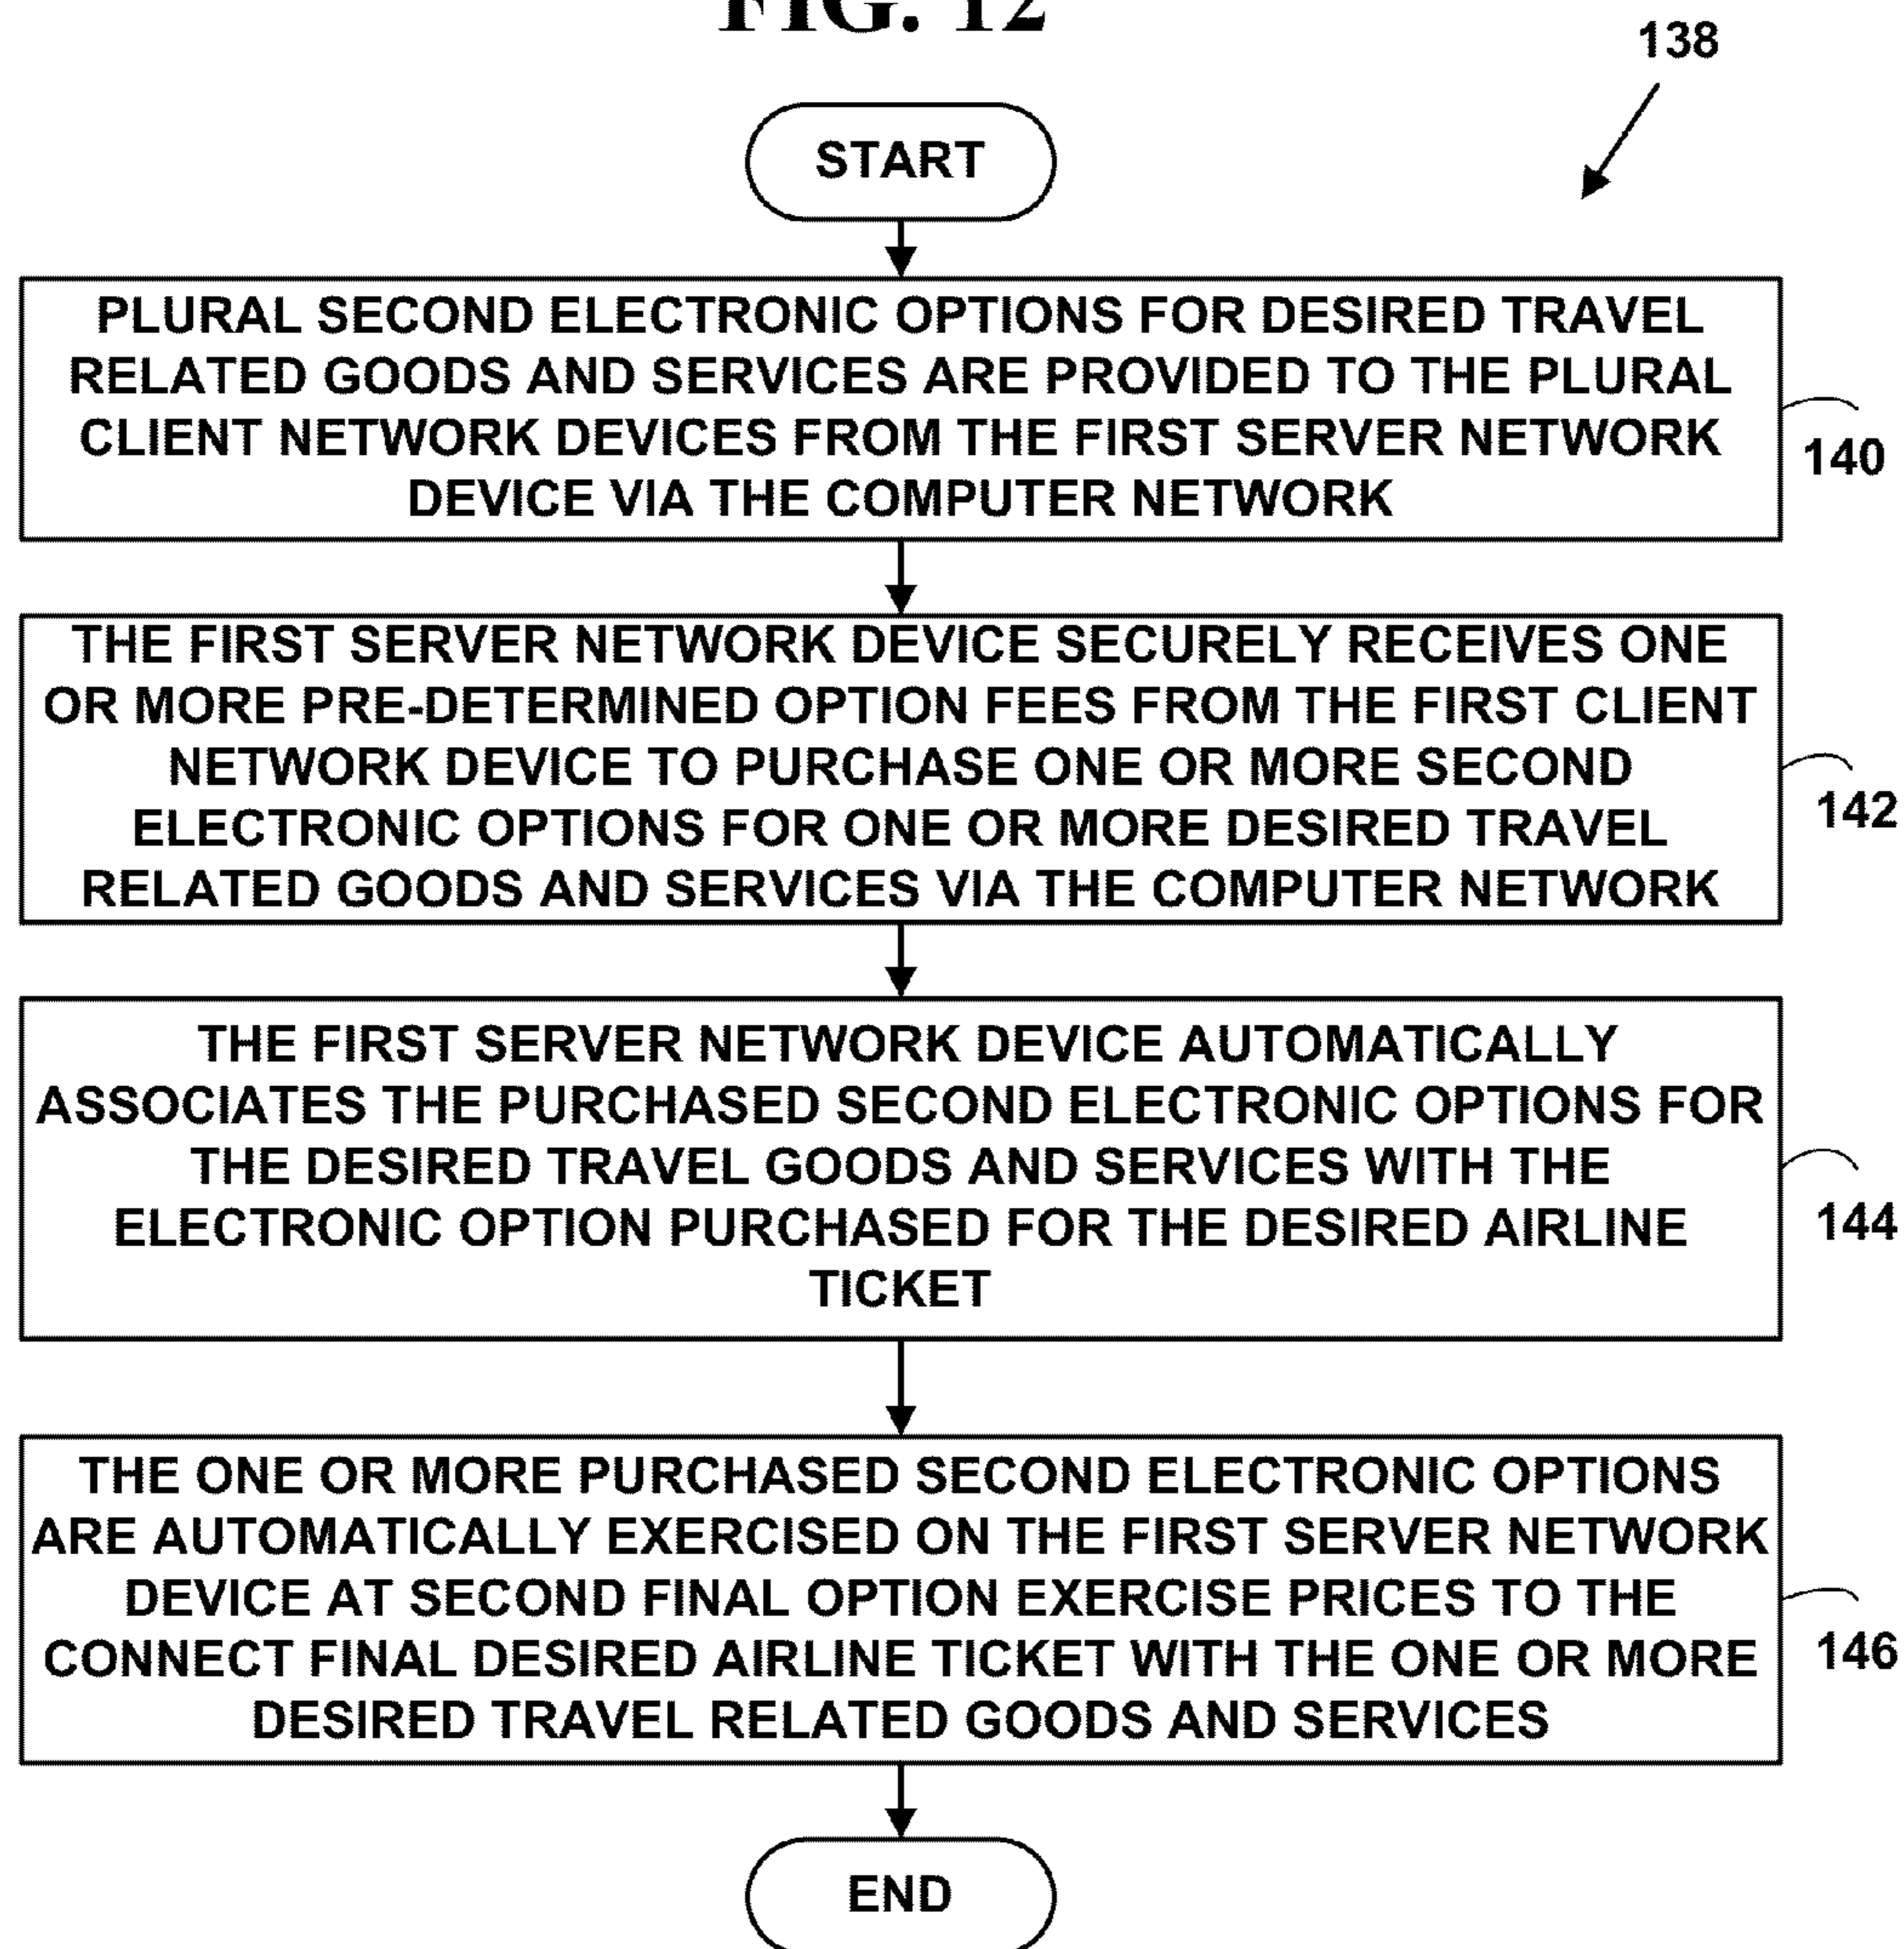 FIG. 12
138
START
PLURAL SECOND ELECTRONIC OPTIONS FOR DESIRED TRAVEL
RELATED GOODS AND SERVICES ARE PROVIDED TO THE PLURAL
CLIENT NETWORK DEVICES FROM THE FIRST SERVER NETWORK
DEVICE VIA THE COMPUTER NETWORK
140
THE FIRST SERVER NETWORK DEVICE SECURELY RECEIVES ONE
OR MORE PRE-DETERMINED OPTION FEES FROM THE FIRST CLIENT
NETWORK DEVICE TO PURCHASE ONE OR MORE SECOND
ELECTRONIC OPTIONS FOR ONE OR MORE DESIRED TRAVEL
RELATED GOODS AND SERVICES VIA THE COMPUTER NETWORK
142
THE FIRST SERVER NETWORK DEVICE AUTOMATICALLY
ASSOCIATES THE PURCHASED SECOND ELECTRONIC OPTIONS FOR
THE DESIRED TRAVEL GOODS AND SERVICES WITH THE
ELECTRONIC OPTION PURCHASED FOR THE DESIRED AIRLINE
TICKET
144
THE ONE OR MORE PURCHASED SECOND ELECTRONIC OPTIONS
ARE AUTOMATICALLY EXERCISED ON THE FIRST SERVER NETWORK
DEVICE AT SECOND FINAL OPTION EXERCISE PRICES TO THE
CONNECT FINAL DESIRED AIRLINE TICKET WITH THE ONE OR MORE
DESIRED TRAVEL RELATED GOODS AND SERVICES
146
END